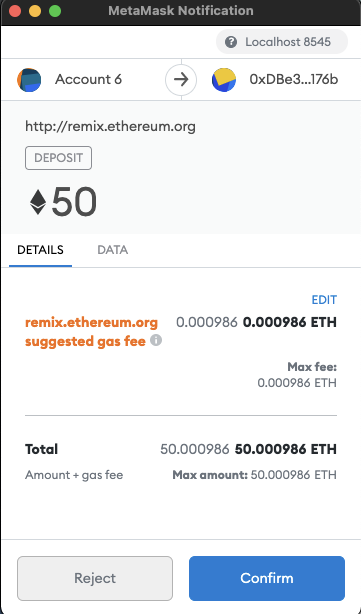 MetaMask Notification
? Localhost 8545
Account 6
0xDBe3...176b
http://remix.ethereum.org
DEPOSIT
50
DETAILS DATA
EDIT
remix.ethereum.org 0.000986 0.000986 ETH
suggested gas fee i
Max fee:
0.000986 ETH
Total 50.000986 50.000986 ETH
Amount + gas fee Max amount: 50.000986 ETH
Reject Confirm